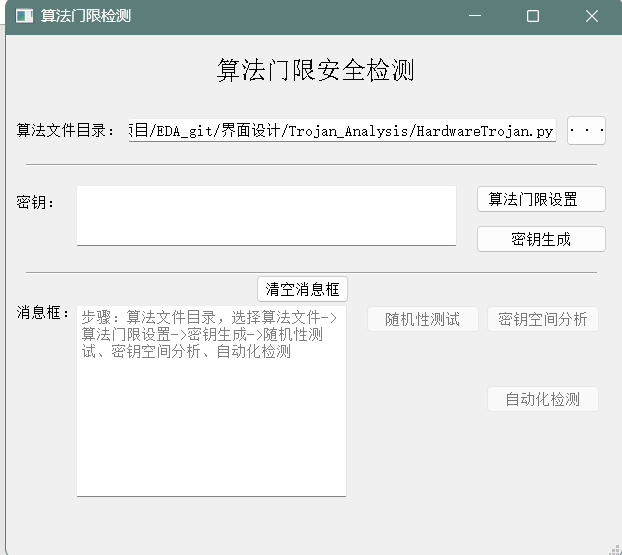 算法门限检测
算法门限安全检测
算法文件目录： 项目/EDA_git/界面设计/Trojan_Analysis/HardwareTrojan.py ...
密钥： 算法门限设置
密钥生成
清空消息框
消息框： 随机性测试 密钥空间分析
步骤：算法文件目录，选择算法文件->
算法门限设置->密钥生成->随机性测
试、密钥空间分析、自动化检测
自动化检测